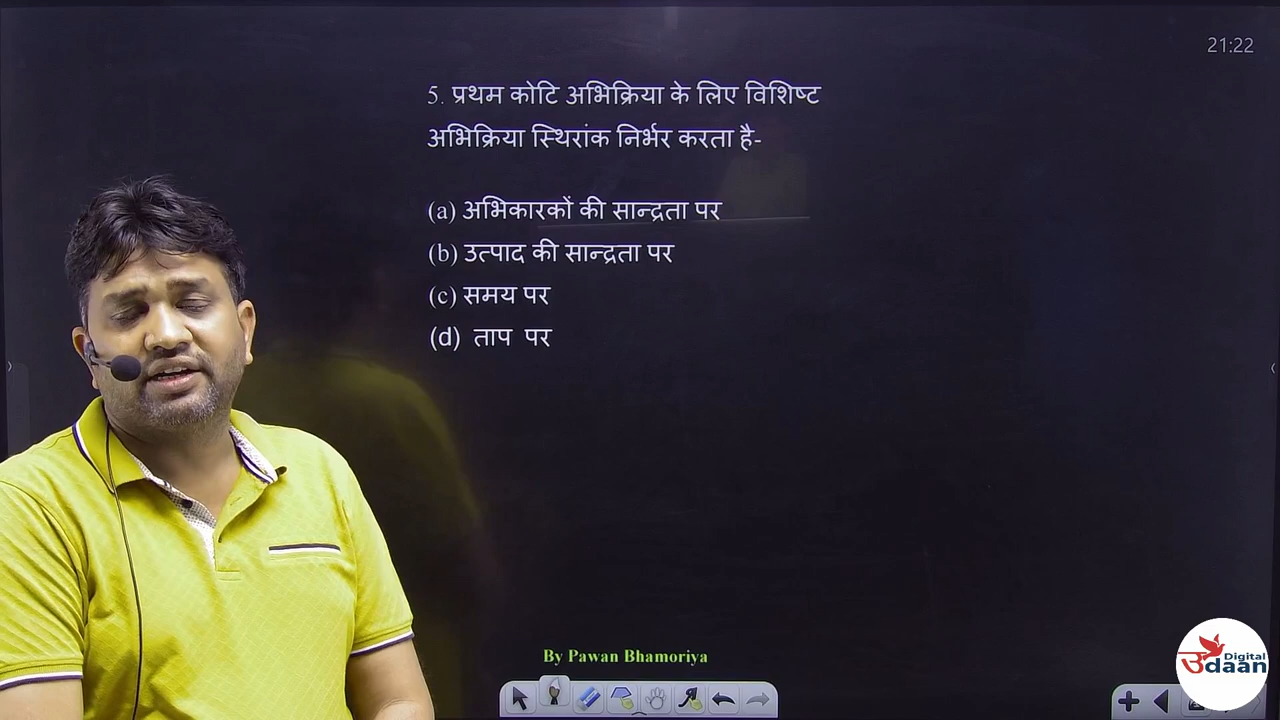 21:22
5. प्रथम कोटि अभिक्रिया के लिए विशिष्ट
अभिक्रिया स्थिरांक निर्भर करता है-
(a) अभिकारकों की सान्द्रता पर
(b) उत्पाद की सान्द्रता पर
(c) समय पर
(d) ताप पर
By Pawan Bhamoriya
Digital
उdaan